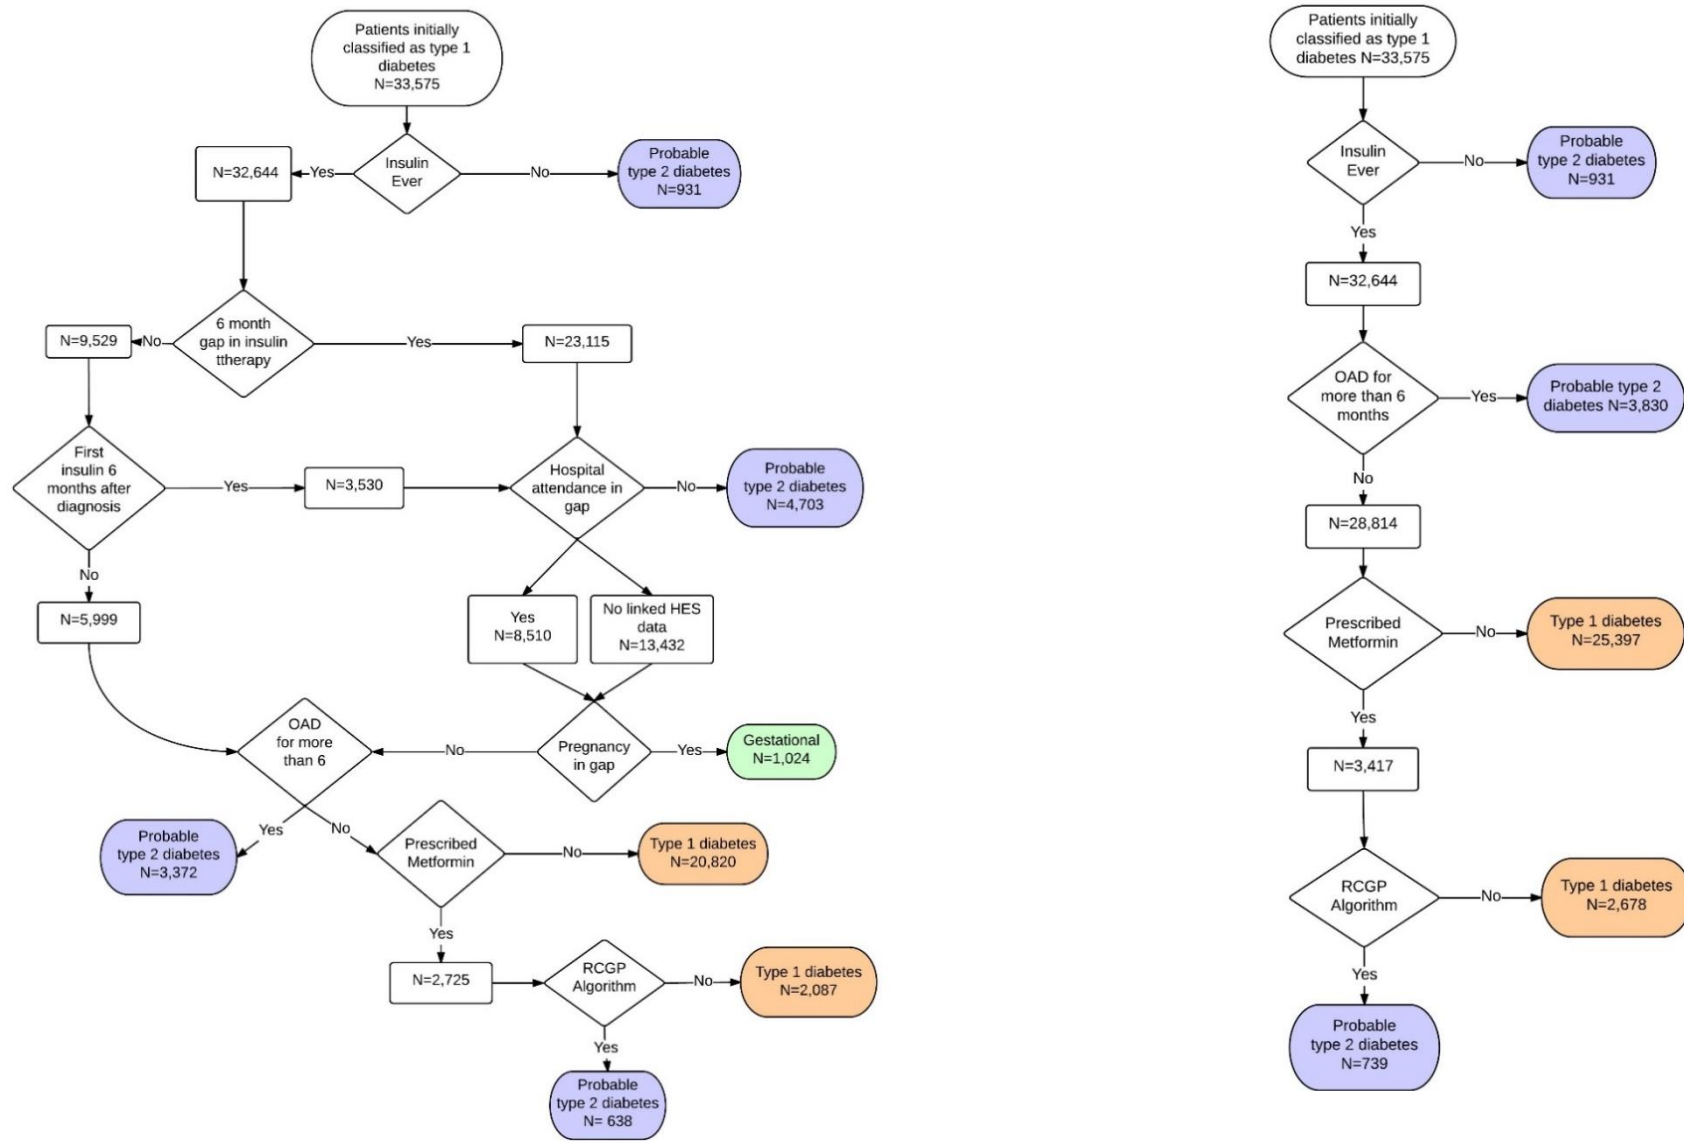 Patients initially
classified as type 1
diabetes
N=33,575
Insulin
Ever
Yes
No
N=32,644
Probable
type 2 diabetes
N=931
6 month
gap in insulin
ttherapy
No
Yes
N=9,529
N=23,115
First
insulin 6
months after
diagnosis
Yes
N=3,530
Hospital
attendance in
gap
No
Probable
type 2 diabetes
N=4,703
No
N=5,999
Yes
N=8,510
No linked HES
data
N=13,432
OAD
for more
than 6
No
Pregnancy
in gap
Yes
Gestational
N=1,024
Yes
No
Probable
type 2 diabetes
N=3,372
Prescribed
Metformin
No
Type 1 diabetes
N=20,820
Yes
N=2,725
RCGP
Algorithm
No
Type 1 diabetes
N=2,087
Yes
Probable
type 2 diabetes
N= 638
Patients initially
classified as type 1
diabetes N=33,575
Insulin
Ever
No
Probable
type 2 diabetes
N=931
Yes
N=32,644
OAD for
more than 6
months
Yes
Probable type 2
diabetes N=3,830
No
N=28,814
Prescribed
Metformin
No
Type 1 diabetes
N=25,397
Yes
N=3,417
RCGP
Algorithm
No
Type 1 diabetes
N=2,678
Yes
Probable
type 2 diabetes
N=739